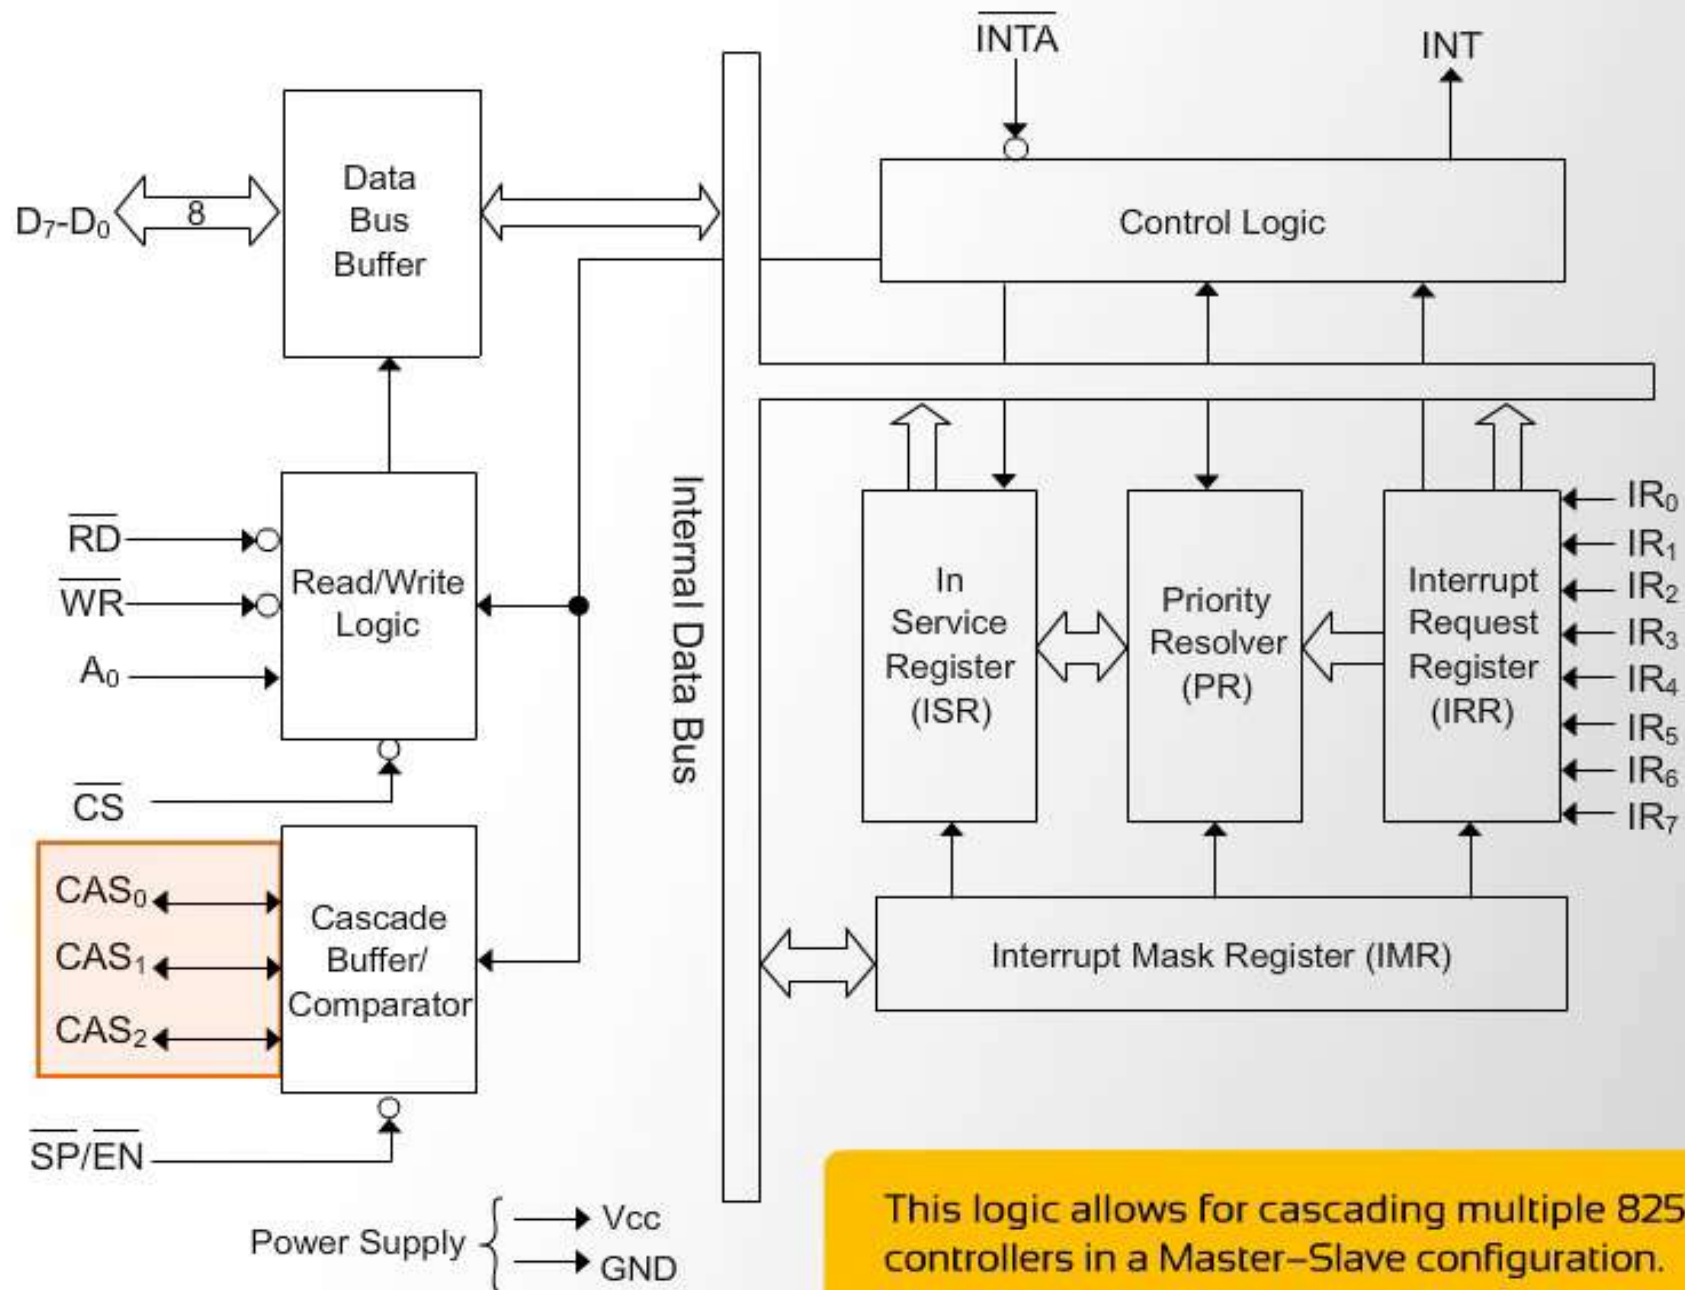 INTA
INT
Data
Bus
Buffer
D7-D0
8
Control Logic
RD
WR
A0
CS
Read/Write
Logic
Internal Data Bus
In
Service
Register
(ISR)
Priority
Resolver
(PR)
Interrupt
Request
Register
(IRR)
IR0
IR1
IR2
IR3
IR4
IR5
IR6
IR7
CAS0
CAS1
CAS2
Cascade
Buffer/
Comparator
Interrupt Mask Register (IMR)
SP/EN
Power Supply
Vcc
GND
This logic allows for cascading multiple 825
controllers in a Master–Slave configuration.